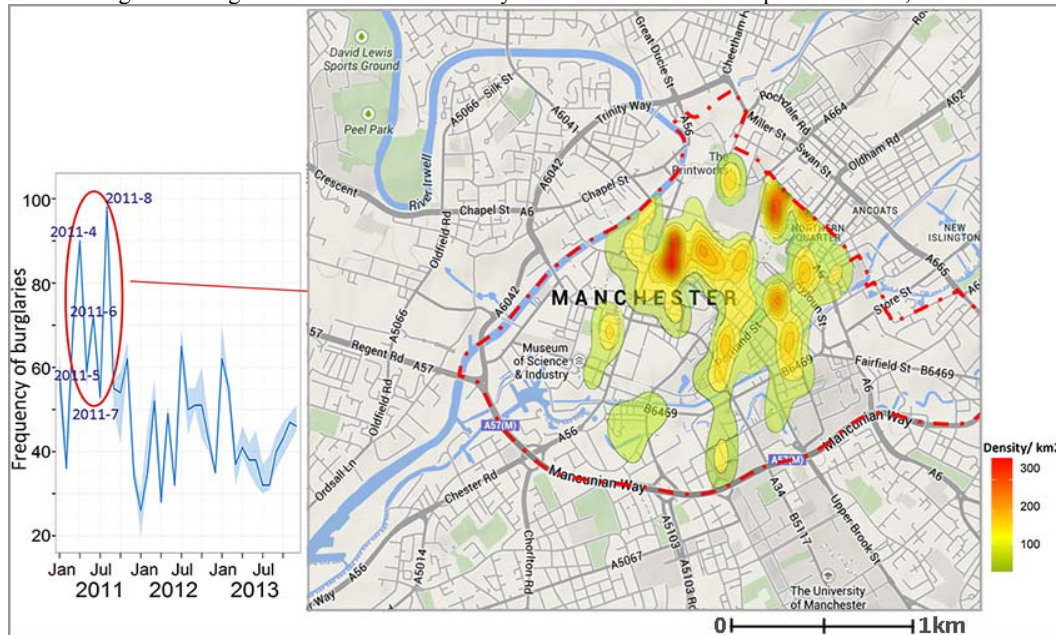 David Lewis
Sports Ground
Peel Park
River Irwell
A5066 Silk St
A6041
Trinity Way
Great Ducie St
Cheetham
A56
Rochdale Rd
A664
A62
Miller St
Swan St
Oldham Rd
The
Printwork
Crescent
Chapel St A6
A6042
Chapel St
ANCOATS
NORTHERN
QUARTER
NEW
ISLINGTON
A665
Store St
Oldfield Rd
A6042
A5066
MANCHESTER
Regent Rd A57
Museum
of Science
& Industry
B6469
B6469
Fairfield St B6469
A6
A57(M)
A56
Oldfield Rd
Ordsall Ln
Chester Rd
Mancunian Way
Mancunian Way
A57(M)
A34
B5117
Upper Brook St
A6
A5014
Chorlton Rd
A5067
A5103
A5103 Rd
A56
The University
of Manchester
Frequency of burglaries
100
80
60
40
20
2011-8
2011-4
2011-6
2011-5
2011-7
Jan Jul Jan Jul Jan Jul
2011 2012 2013
Density/ km2
300
200
100
0 1km